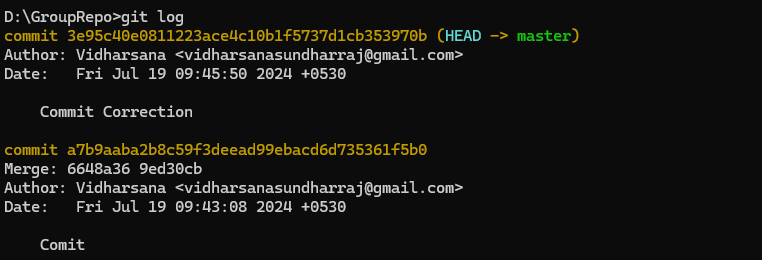 D:\GroupRepo>git log
commit 3e95c40e0811223ace4c10b1f5737d1cb353970b (HEAD -> master)
Author: Vidharsana <vidharsanasundharraj@gmail.com>
Date:   Fri Jul 19 09:45:50 2024 +0530
Commit Correction
commit a7b9aaba2b8c59f3deead99ebacd6d735361f5b0
Merge: 6648a36 9ed30cb
Author: Vidharsana <vidharsanasundharraj@gmail.com>
Date:   Fri Jul 19 09:43:08 2024 +0530
Comit